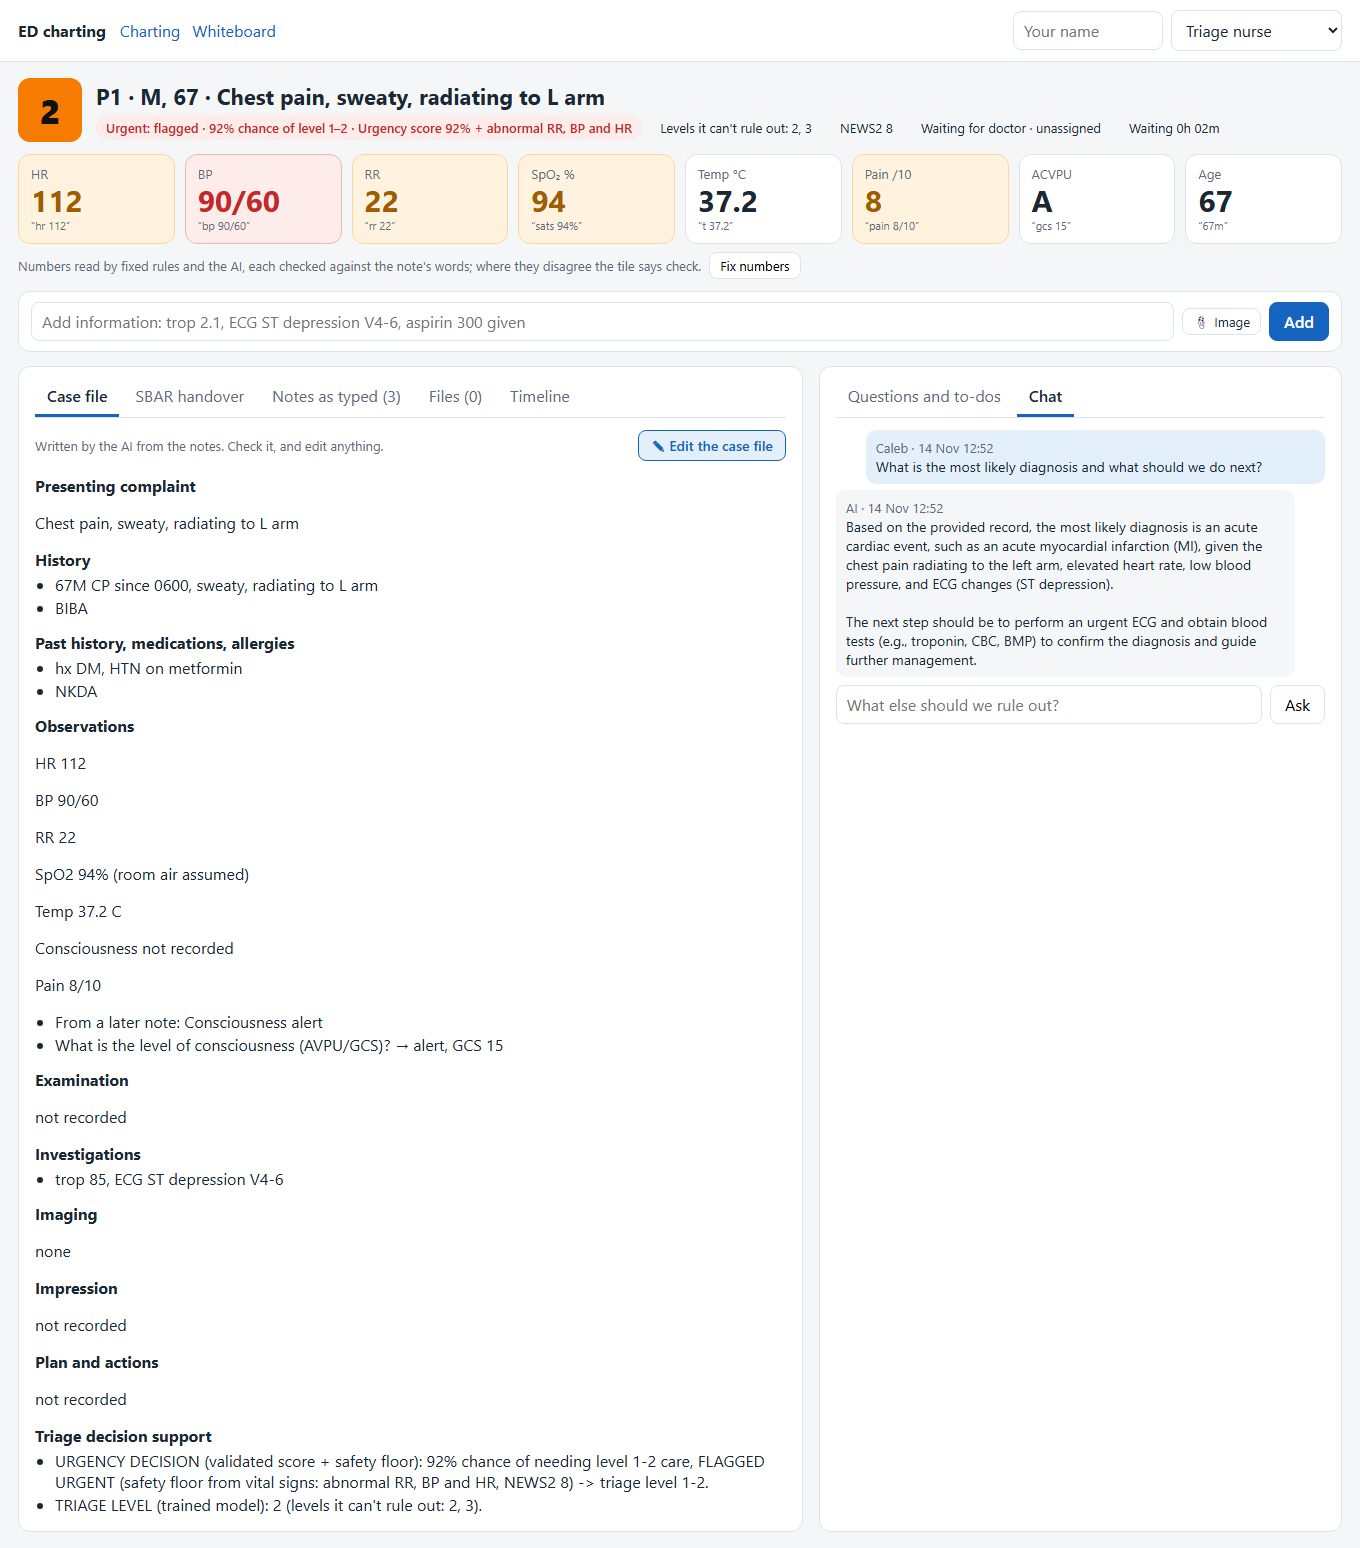 ED charting Charting Whiteboard Your name Triage nurse
2
P1 · M, 67 · Chest pain, sweaty, radiating to L arm
Urgent: flagged · 92% chance of level 1–2 · Urgency score 92% + abnormal RR, BP and HR Levels it can't rule out: 2, 3 NEWS2 8 Waiting for doctor · unassigned Waiting 0h 02m
HR
112
“hr 112”
BP
90/60
“bp 90/60”
RR
22
“rr 22”
SpO₂ %
94
“sats 94%”
Temp °C
37.2
“t 37.2”
Pain /10
8
“pain 8/10”
ACVPU
A
“gcs 15”
Age
67
“67m”
Numbers read by fixed rules and the AI, each checked against the note's words; where they disagree the tile says check. Fix numbers
Add information: trop 2.1, ECG ST depression V4-6, aspirin 300 given Image Add
Case file SBAR handover Notes as typed (3) Files (0) Timeline
Written by the AI from the notes. Check it, and edit anything. Edit the case file
Presenting complaint
Chest pain, sweaty, radiating to L arm
History
• 67M CP since 0600, sweaty, radiating to L arm
• BIBA
Past history, medications, allergies
• hx DM, HTN on metformin
• NKDA
Observations
HR 112
BP 90/60
RR 22
SpO2 94% (room air assumed)
Temp 37.2 C
Consciousness not recorded
Pain 8/10
• From a later note: Consciousness alert
• What is the level of consciousness (AVPU/GCS)? → alert, GCS 15
Examination
not recorded
Investigations
• trop 85, ECG ST depression V4-6
Imaging
none
Impression
not recorded
Plan and actions
not recorded
Triage decision support
• URGENCY DECISION (validated score + safety floor): 92% chance of needing level 1-2 care, FLAGGED
URGENT (safety floor from vital signs: abnormal RR, BP and HR, NEWS2 8) -> triage level 1-2.
• TRIAGE LEVEL (trained model): 2 (levels it can't rule out: 2, 3).
Questions and to-dos Chat
Caleb · 14 Nov 12:52
What is the most likely diagnosis and what should we do next?
AI · 14 Nov 12:52
Based on the provided record, the most likely diagnosis is an acute
cardiac event, such as an acute myocardial infarction (MI), given the
chest pain radiating to the left arm, elevated heart rate, low blood
pressure, and ECG changes (ST depression).
The next step should be to perform an urgent ECG and obtain blood
tests (e.g., troponin, CBC, BMP) to confirm the diagnosis and guide
further management.
What else should we rule out? Ask